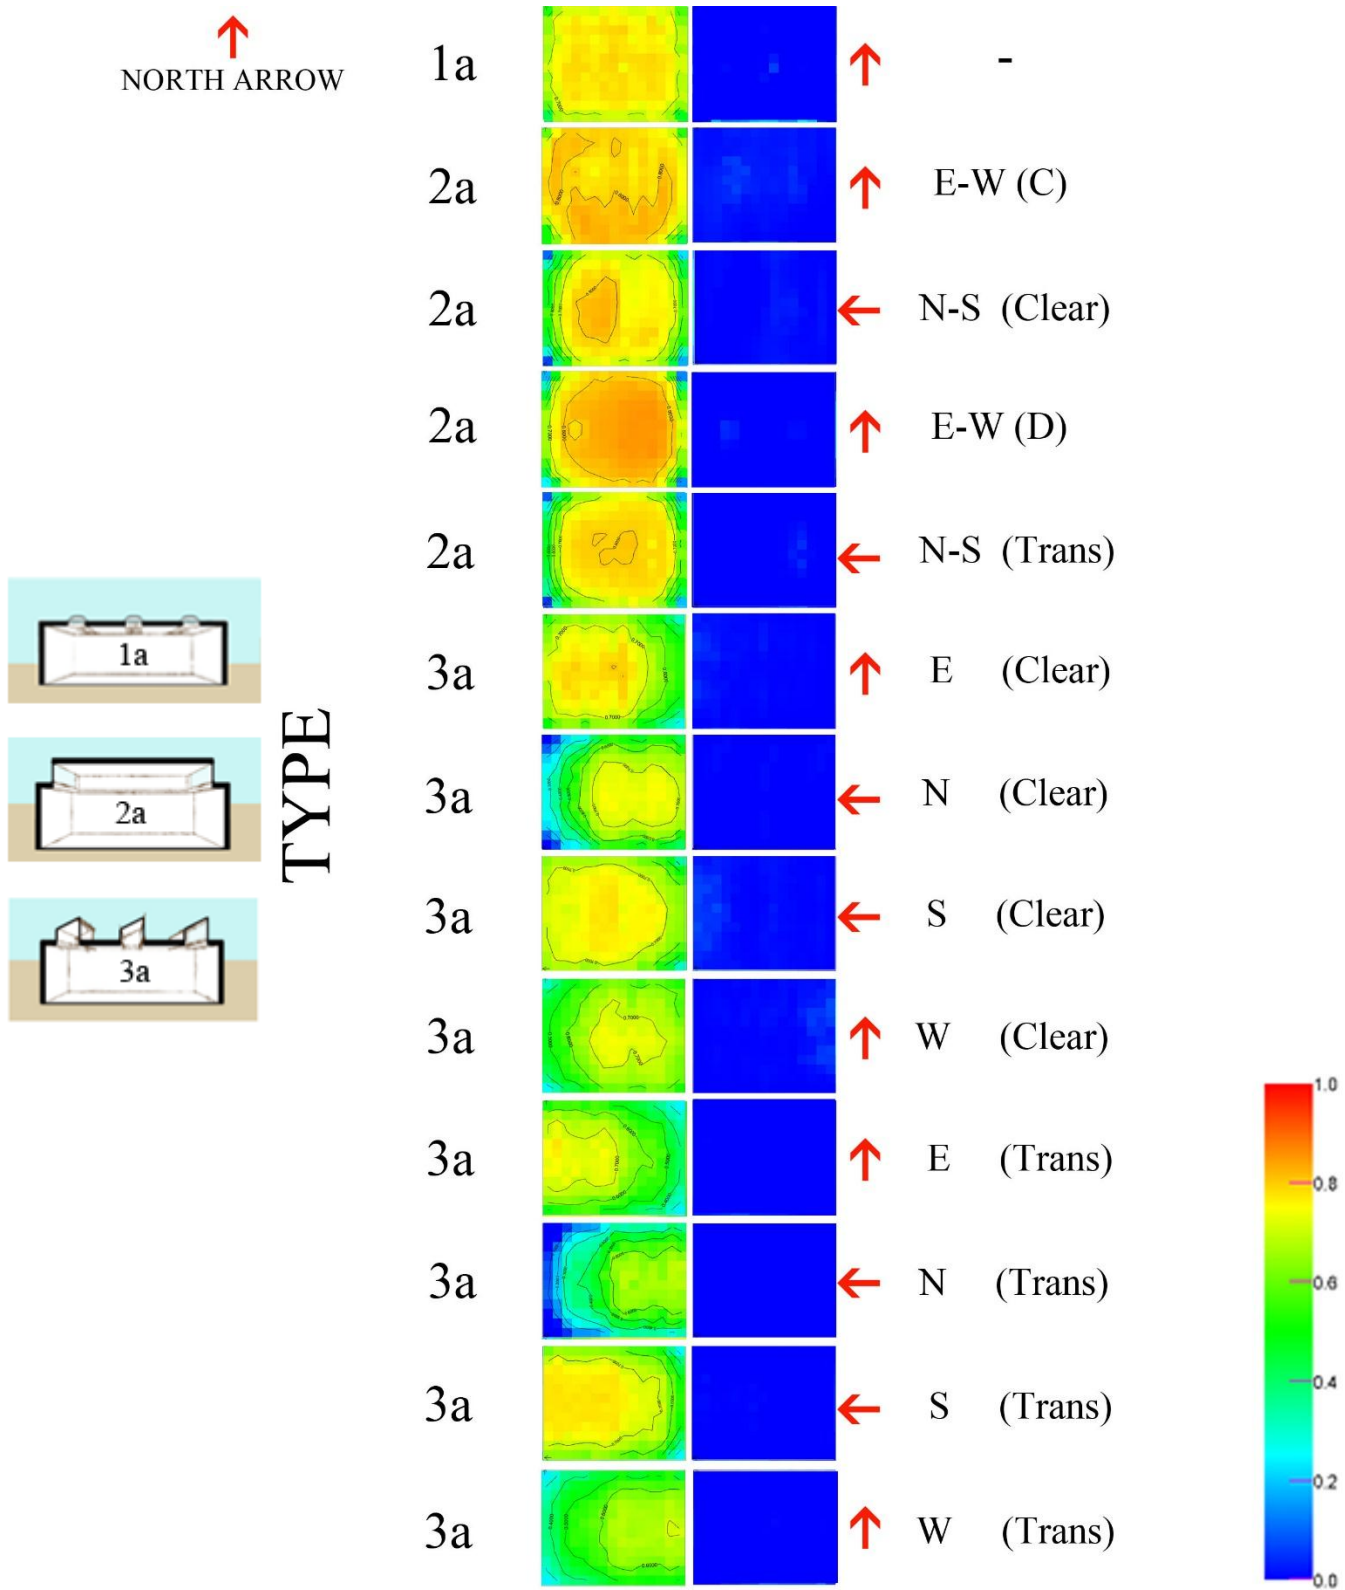 NORTH ARROW
1a -
2a E-W (C)
2a N-S (Clear)
2a E-W (D)
2a N-S (Trans)
3a E (Clear)
3a N (Clear)
3a S (Clear)
3a W (Clear)
3a E (Trans)
3a N (Trans)
3a S (Trans)
3a W (Trans)
1a
2a
3a
TYPE
1.0
0.8
0.6
0.4
0.2
0.0